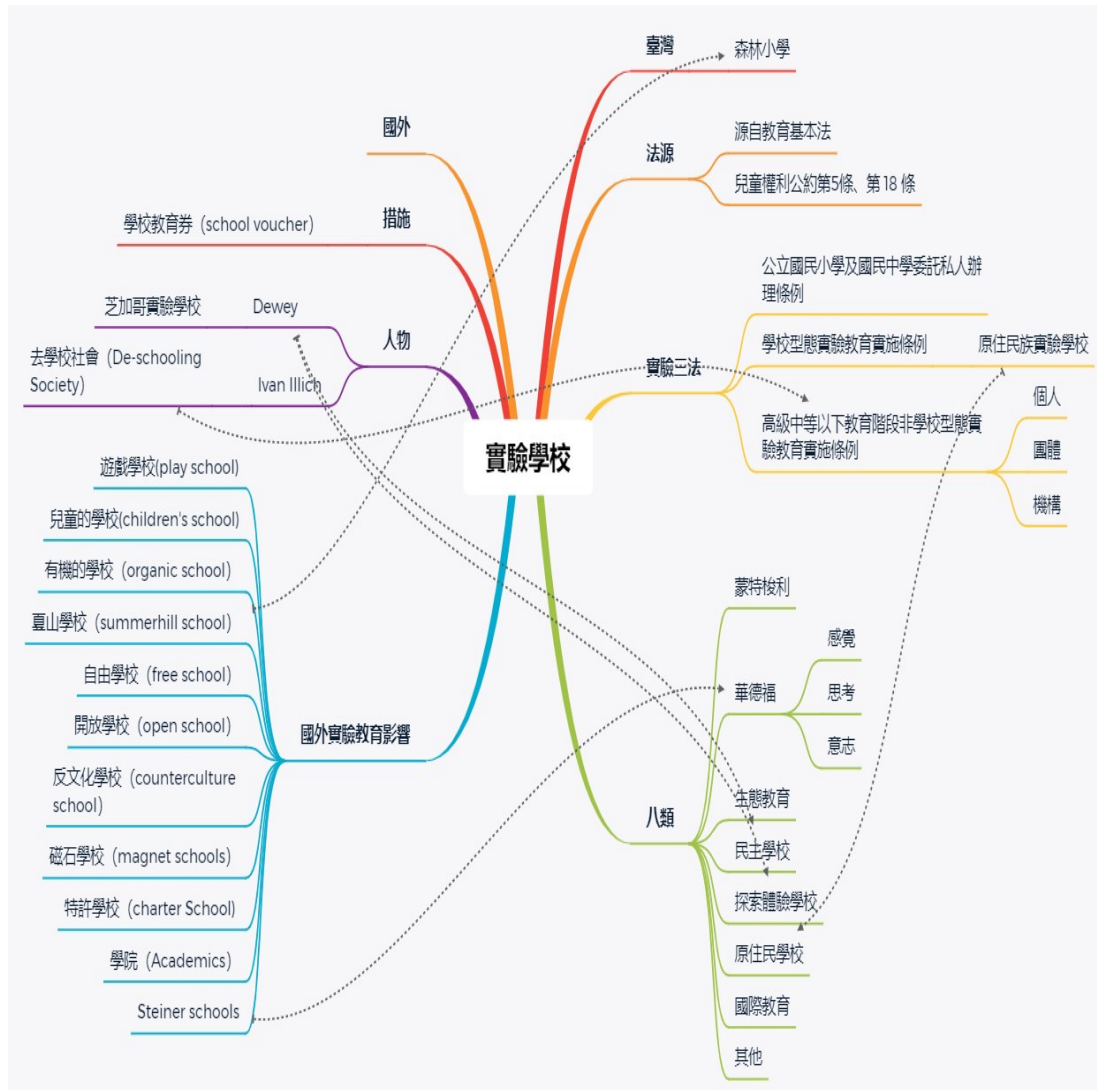 實驗學校
臺灣
森林小學
法源
源自教育基本法
兒童權利公約第5條、第 18 條
實驗三法
公立國民小學及國民中學委託私人辦
理條例
學校型態實驗教育實施條例
原住民族實驗學校
高級中等以下教育階段非學校型態實
驗教育實施條例
個人
團體
機構
八類
蒙特梭利
華德福
感覺
思考
意志
生態教育
民主學校
探索體驗學校
原住民學校
國際教育
其他
國外
措施
學校教育券（school voucher）
人物
Dewey
芝加哥實驗學校
Ivan Illich
去學校社會（De-schooling
Society）
國外實驗教育影響
遊戲學校(play school)
兒童的學校(children's school)
有機的學校（organic school）
夏山學校（summerhill school）
自由學校（free school）
開放學校（open school）
反文化學校（counterculture
school）
磁石學校（magnet schools）
特許學校（charter School)
學院（Academics）
Steiner schools